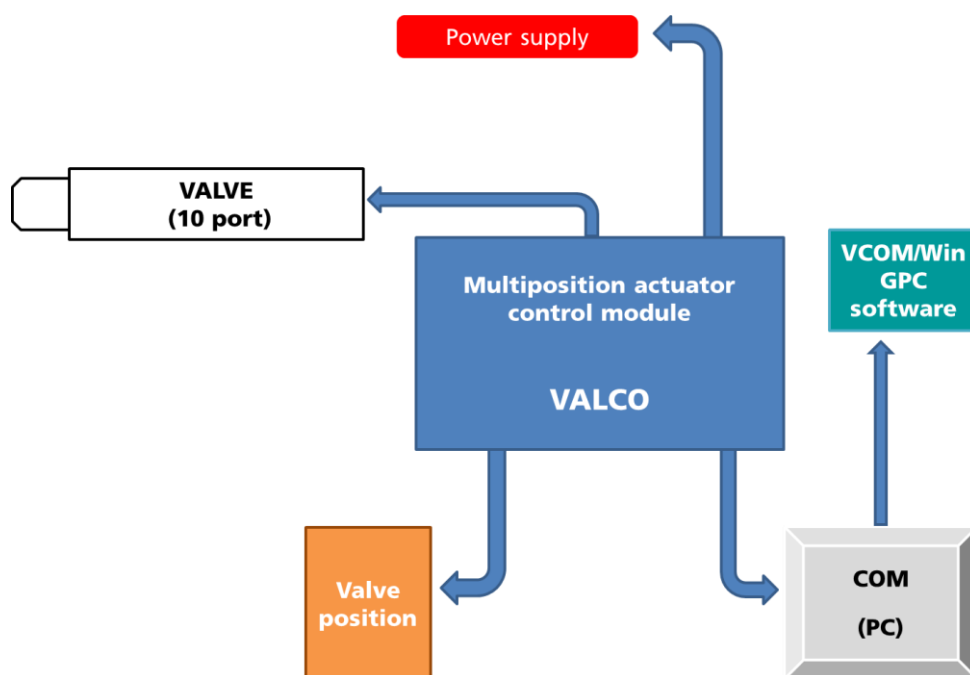 Power supply
VALVE
(10 port)
Multiposition actuator
control module
VALCO
VCOM/Win
GPC
software
Valve
position
COM
(PC)